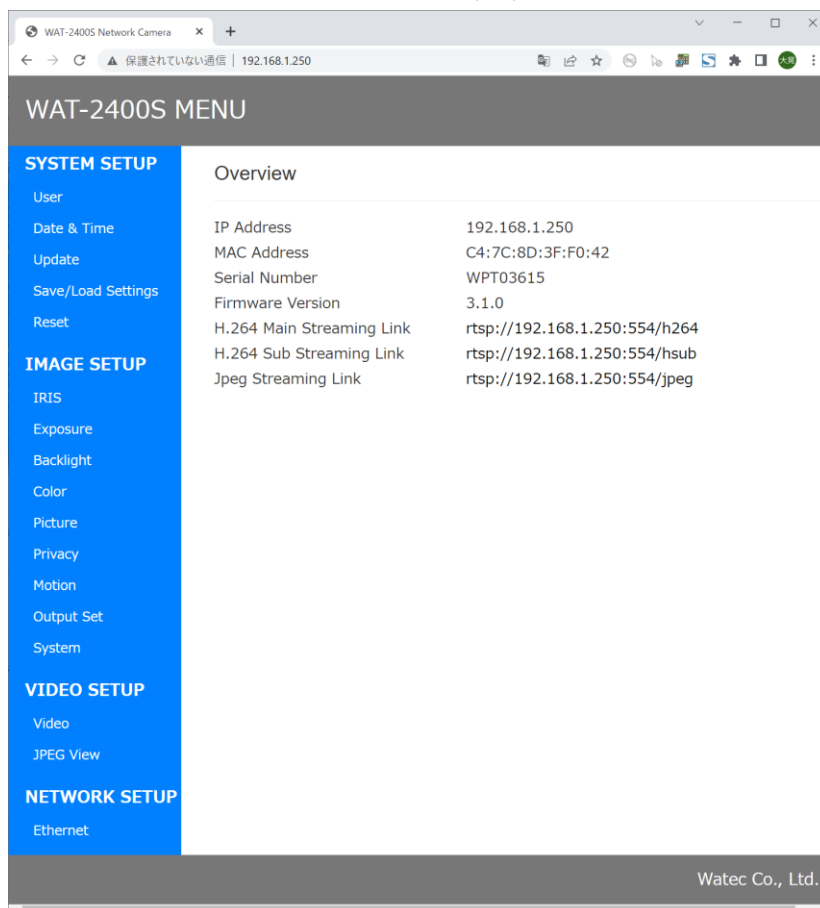 WAT-2400S Network Camera
保護されていない通信 | 192.168.1.250
大晃
WAT-2400S MENU
SYSTEM SETUP
User
Date & Time
Update
Save/Load Settings
Reset
IMAGE SETUP
IRIS
Exposure
Backlight
Color
Picture
Privacy
Motion
Output Set
System
VIDEO SETUP
Video
JPEG View
NETWORK SETUP
Ethernet
Overview
IP Address 192.168.1.250
MAC Address C4:7C:8D:3F:F0:42
Serial Number WPT03615
Firmware Version 3.1.0
H.264 Main Streaming Link rtsp://192.168.1.250:554/h264
H.264 Sub Streaming Link rtsp://192.168.1.250:554/hsub
Jpeg Streaming Link rtsp://192.168.1.250:554/jpeg
Watec Co., Ltd.